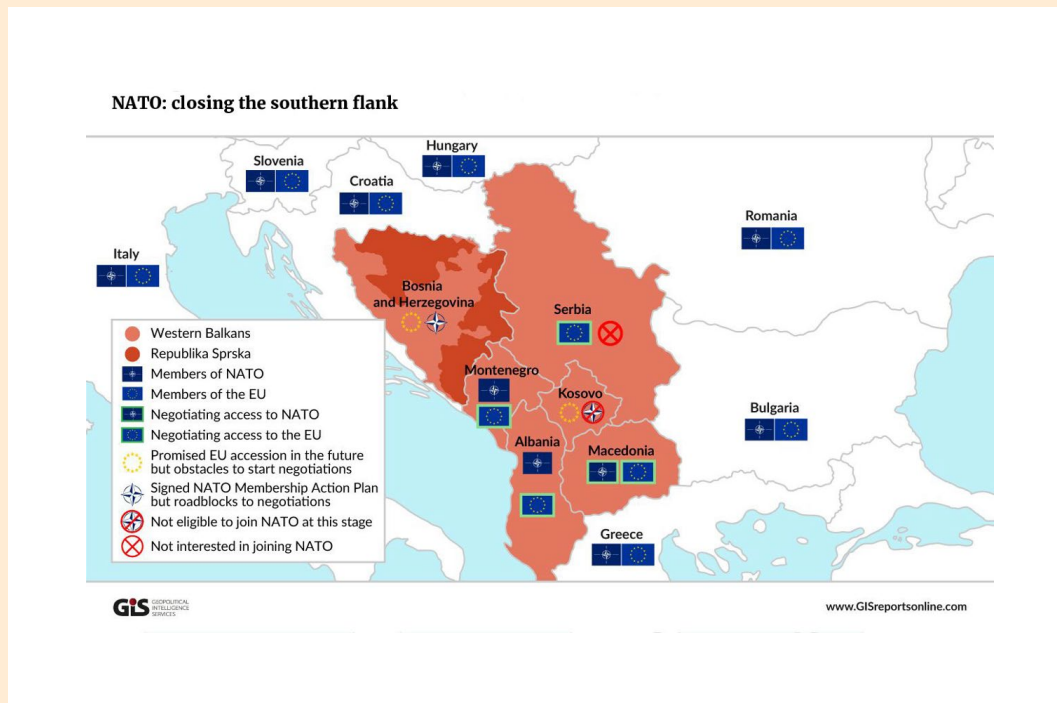 NATO: closing the southern flank
Hungary
Slovenia
Croatia
Romania
Italy
Bosnia
and Herzegovina
Serbia
Western Balkans
Republika Sprska
Members of NATO
Members of the EU
Negotiating access to NATO
Negotiating access to the EU
Promised EU accession in the future
but obstacles to start negotiations
Signed NATO Membership Action Plan
but roadblocks to negotiations
Not eligible to join NATO at this stage
Not interested in joining NATO
Montenegro
Kosovo
Bulgaria
Albania
Macedonia
Greece
GIS
GEOPOLITICAL
INTELLIGENCE
SERVICES
www.GISreportsonline.com